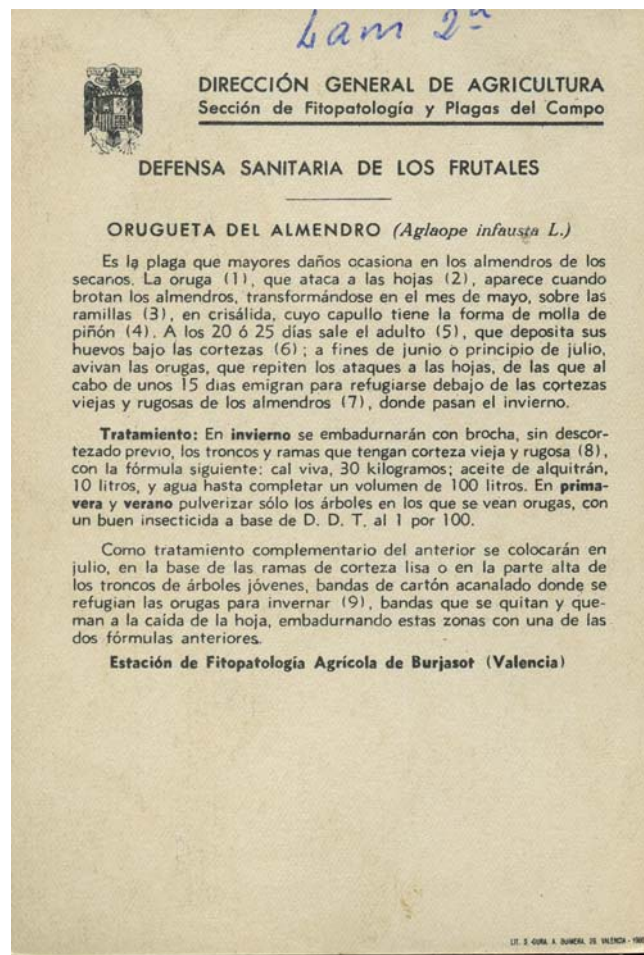 Lam 2ª
DIRECCIÓN GENERAL DE AGRICULTURA
Sección de Fitopatología y Plagas del Campo
DEFENSA SANITARIA DE LOS FRUTALES
ORUGUETA DEL ALMENDRO (Aglaope infausta L.)
Es la plaga que mayores daños ocasiona en los almendros de los
secanos. La oruga (1), que ataca a las hojas (2), aparece cuando
brotan los almendros, transformándose en el mes de mayo, sobre las
ramillas (3), en crisálida, cuyo capullo tiene la forma de molla de
piñón (4). A los 20 ó 25 días sale el adulto (5), que deposita sus
huevos bajo las cortezas (6); a fines de junio o principio de julio,
avivan las orugas, que repiten los ataques a las hojas, de las que al
cabo de unos 15 dias emigran para refugiarse debajo de las cortezas
viejas y rugosas de los almendros (7), donde pasan el invierno.
Tratamiento: En invierno se embadurnarán con brocha, sin descor-
tezado previo, los troncos y ramas que tengan corteza vieja y rugosa (8),
con la fórmula siguiente: cal viva, 30 kilogramos; aceite de alquitrán,
10 litros, y agua hasta completar un volumen de 100 litros. En prima-
vera y verano pulverizar sólo los árboles en los que se vean orugas, con
un buen insecticida a base de D. D. T. al 1 por 100.
Como tratamiento complementario del anterior se colocarán en
julio, en la base de las ramas de corteza lisa o en la parte alta de
los troncos de árboles jóvenes, bandas de cartón acanalado donde se
refugian las orugas para invernar (9), bandas que se quitan y que-
man a la caída de la hoja, embadurnando estas zonas con una de las
dos fórmulas anteriores.
Estación de Fitopatología Agrícola de Burjasot (Valencia)
LIT. S. DURA. A. VALENCIA